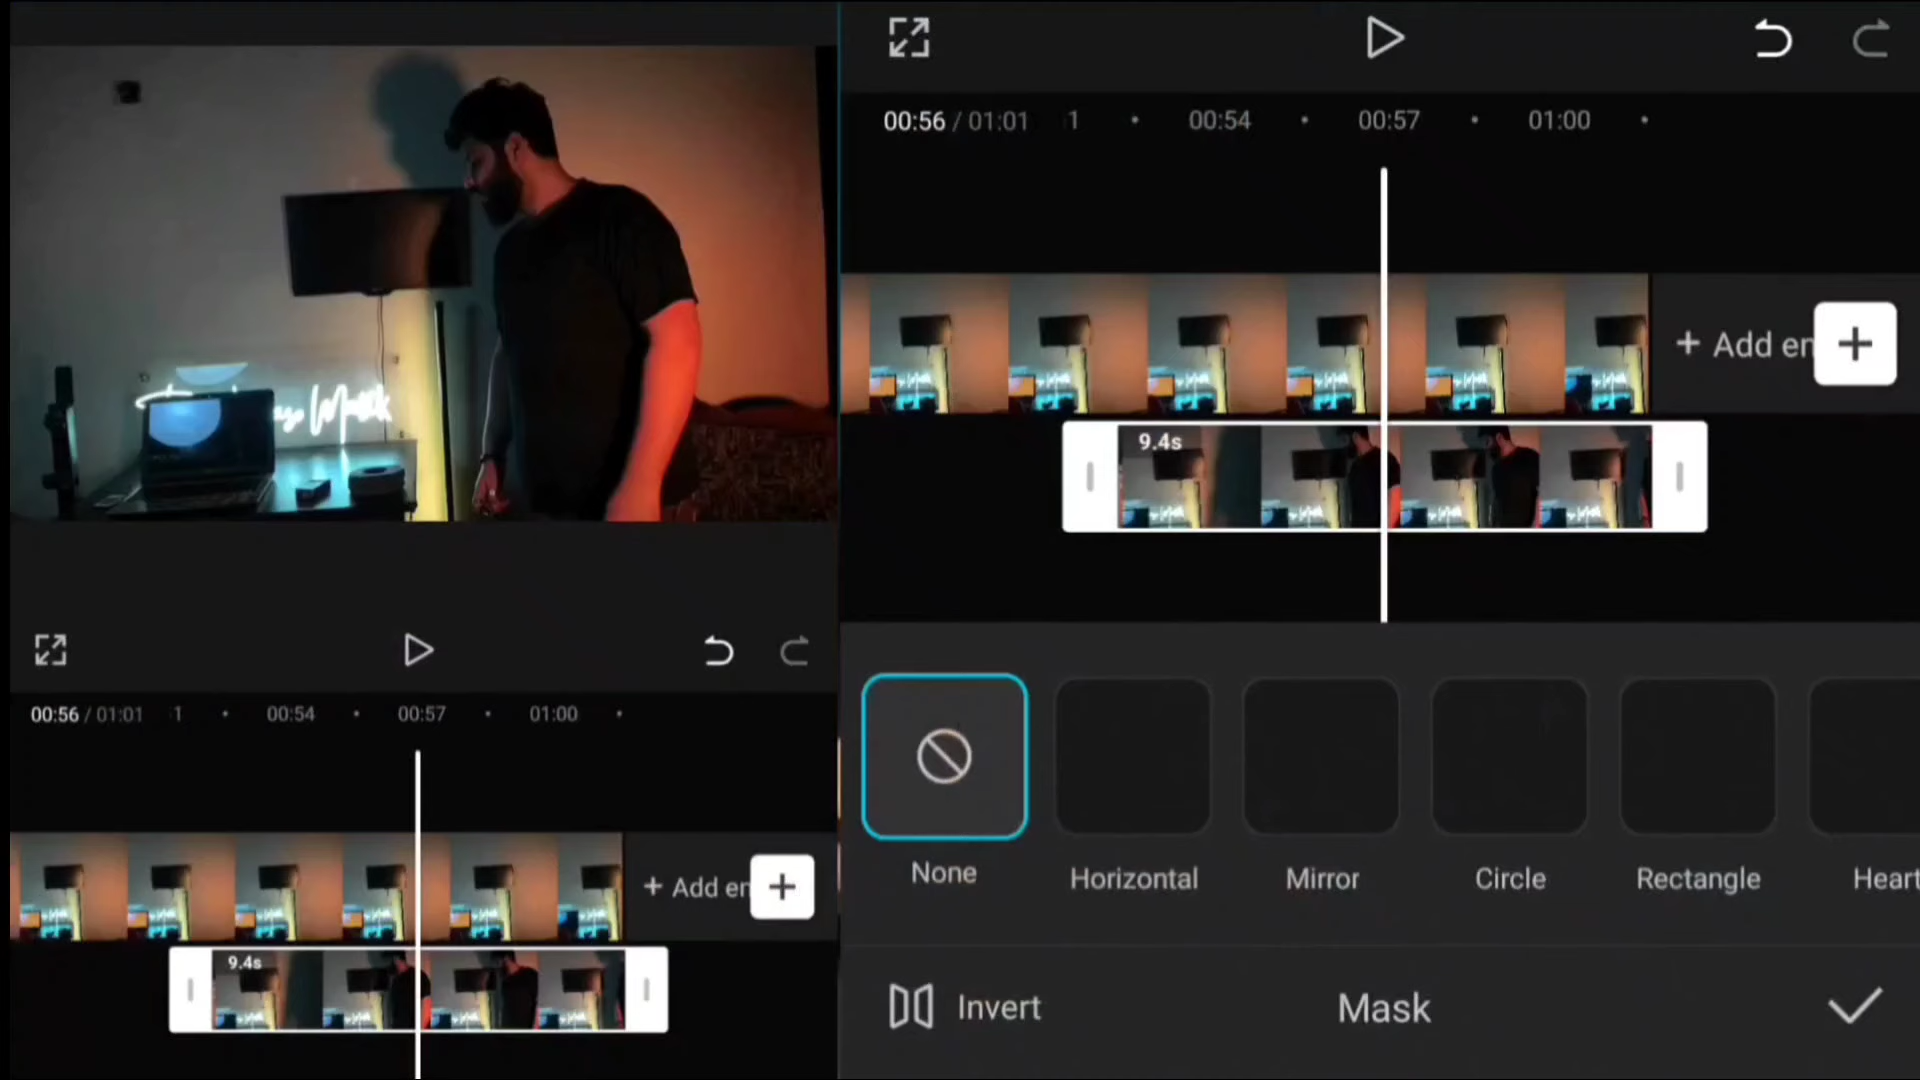 00:56 / 01:01 1 00:54 00:57 01:00
+ Add en
9.4s
None Horizontal Mirror Circle Rectangle Heart
Invert Mask
00:56 / 01:01 1 00:54 00:57 01:00
+ Add en
9.4s